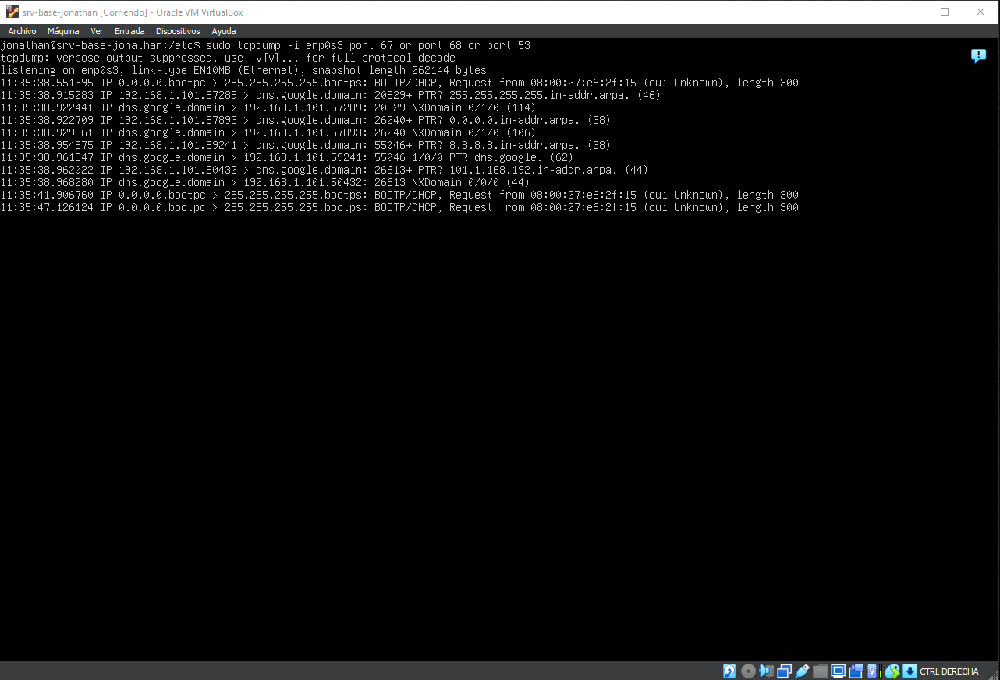 srv-base-jonathan [Corriendo] - Oracle VM VirtualBox
Archivo Máquina Ver Entrada Dispositivos Ayuda
jonathan@srv-base-jonathan:/etc$ sudo tcpdump -i enp0s3 port 67 or port 68 or port 53
tcpdump: verbose output suppressed, use -v[v]... for full protocol decode
listening on enp0s3, link-type EN10MB (Ethernet), snapshot length 262144 bytes
11:35:38.551395 IP 0.0.0.0.bootpc > 255.255.255.255.bootps: BOOTP/DHCP, Request from 08:00:27:e6:2f:15 (oui Unknown), length 300
11:35:38.915283 IP 192.168.1.101.57289 > dns.google.domain: 20529+ PTR? 255.255.255.255.in-addr.arpa. (46)
11:35:38.922441 IP dns.google.domain > 192.168.1.101.57289: 20529 NXDomain 0/1/0 (114)
11:35:38.922709 IP 192.168.1.101.57893 > dns.google.domain: 26240+ PTR? 0.0.0.0.in-addr.arpa. (38)
11:35:38.929361 IP dns.google.domain > 192.168.1.101.57893: 26240 NXDomain 0/1/0 (106)
11:35:38.954875 IP 192.168.1.101.59241 > dns.google.domain: 55046+ PTR? 8.8.8.8.in-addr.arpa. (38)
11:35:38.961847 IP dns.google.domain > 192.168.1.101.59241: 55046 1/0/0 PTR dns.google. (62)
11:35:38.962022 IP 192.168.1.101.50432 > dns.google.domain: 26613+ PTR? 101.1.168.192.in-addr.arpa. (44)
11:35:38.968280 IP dns.google.domain > 192.168.1.101.50432: 26613 NXDomain 0/0/0 (44)
11:35:41.906760 IP 0.0.0.0.bootpc > 255.255.255.255.bootps: BOOTP/DHCP, Request from 08:00:27:e6:2f:15 (oui Unknown), length 300
11:35:47.126124 IP 0.0.0.0.bootpc > 255.255.255.255.bootps: BOOTP/DHCP, Request from 08:00:27:e6:2f:15 (oui Unknown), length 300
CTRL DERECHA